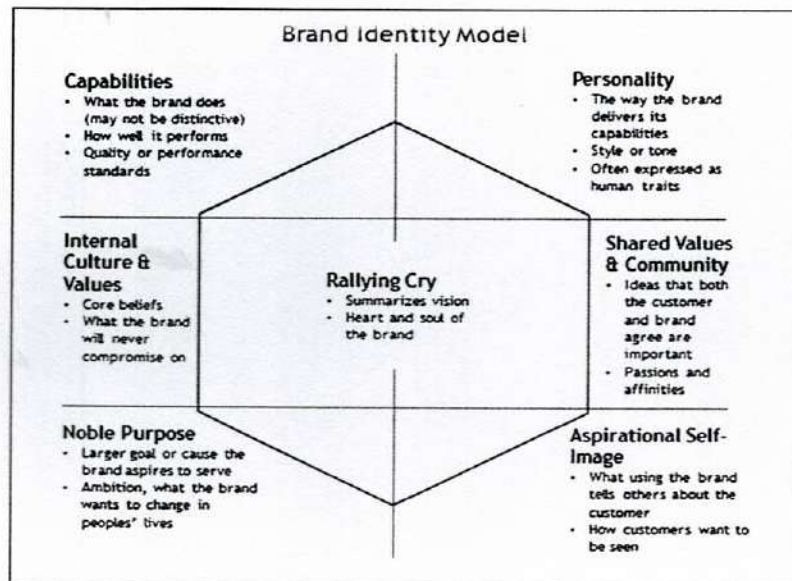 Brand Identity Model
Capabilities
• What the brand does
(may not be distinctive)
• How well it performs
• Quality or performance
standards
Personality
• The way the brand
delivers its
capabilities
• Style or tone
• Often expressed as
human traits
Internal
Culture &
Values
• Core beliefs
• What the brand
will never
compromise on
Rallying Cry
• Summarizes vision
• Heart and soul of
the brand
Shared Values
& Community
• Ideas that both
the customer
and brand
agree are
important
• Passions and
affinities
Noble Purpose
• Larger goal or cause the
brand aspires to serve
• Ambition, what the brand
wants to change in
peoples' lives
Aspirational Self-
Image
• What using the brand
tells others about the
customer
• How customers want to
be seen